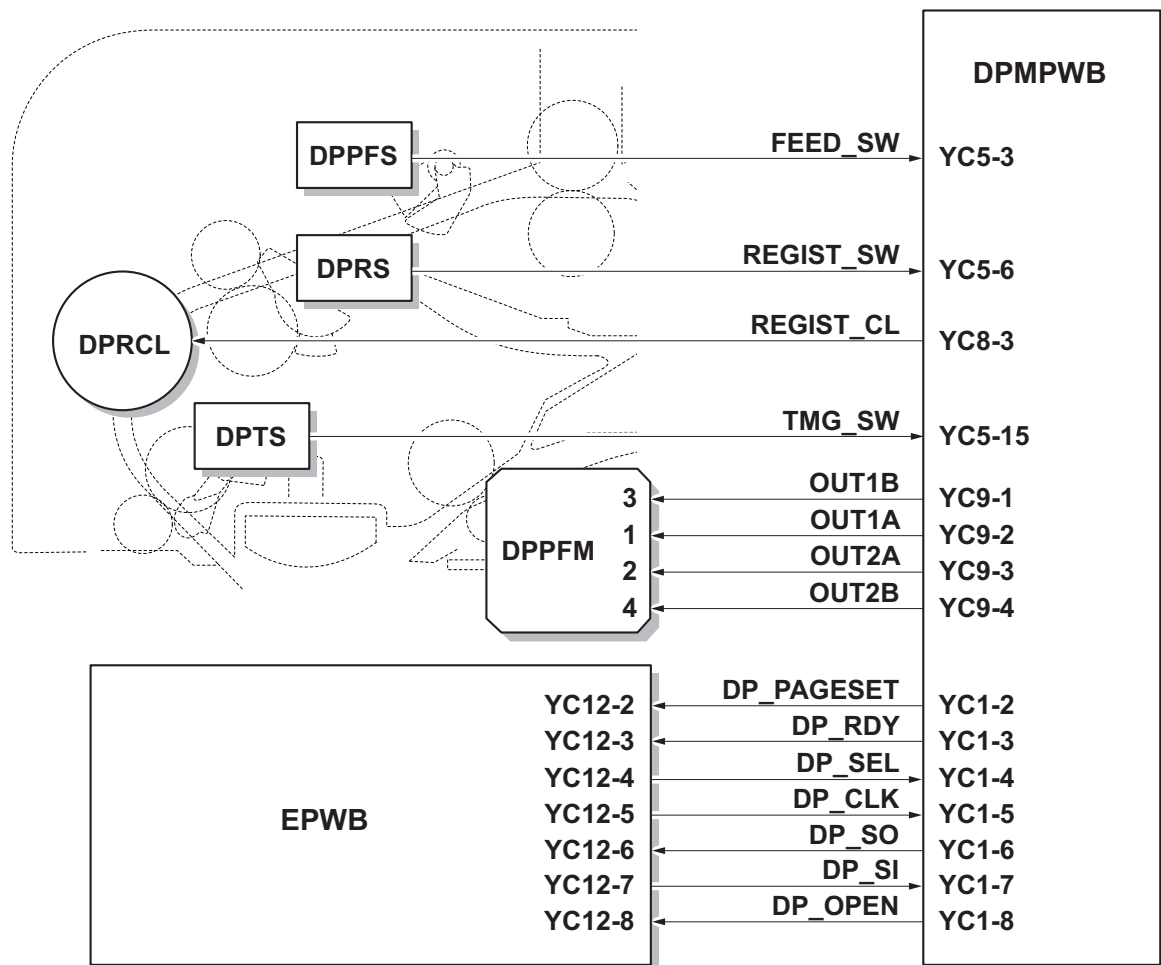 DPMPWB
DPPFS FEED_SW YC5-3
DPRS REGIST_SW YC5-6
DPRCL REGIST_CL YC8-3
DPTS TMG_SW YC5-15
DPPFM
3 OUT1B YC9-1
1 OUT1A YC9-2
2 OUT2A YC9-3
4 OUT2B YC9-4
EPWB
YC12-2 DP_PAGESET YC1-2
YC12-3 DP_RDY YC1-3
YC12-4 DP_SEL YC1-4
YC12-5 DP_CLK YC1-5
YC12-6 DP_SO YC1-6
YC12-7 DP_SI YC1-7
YC12-8 DP_OPEN YC1-8